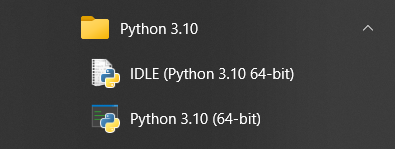 Python 3.10
IDLE (Python 3.10 64-bit)
Python 3.10 (64-bit)